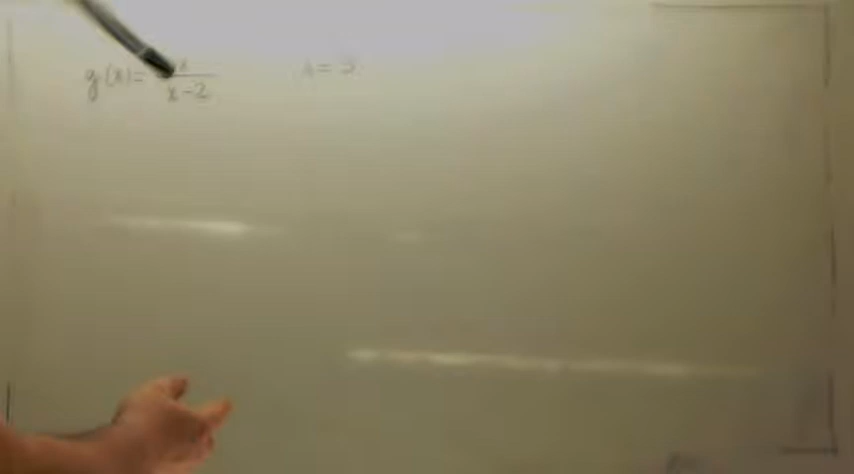 g(x) = x/(x-2)    x = 2